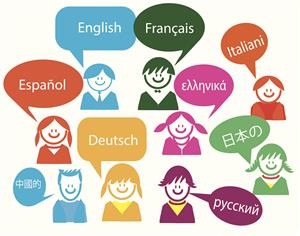 English
Français
Italiani
Español
ελληνικά
Deutsch
日本の
中國的
русский